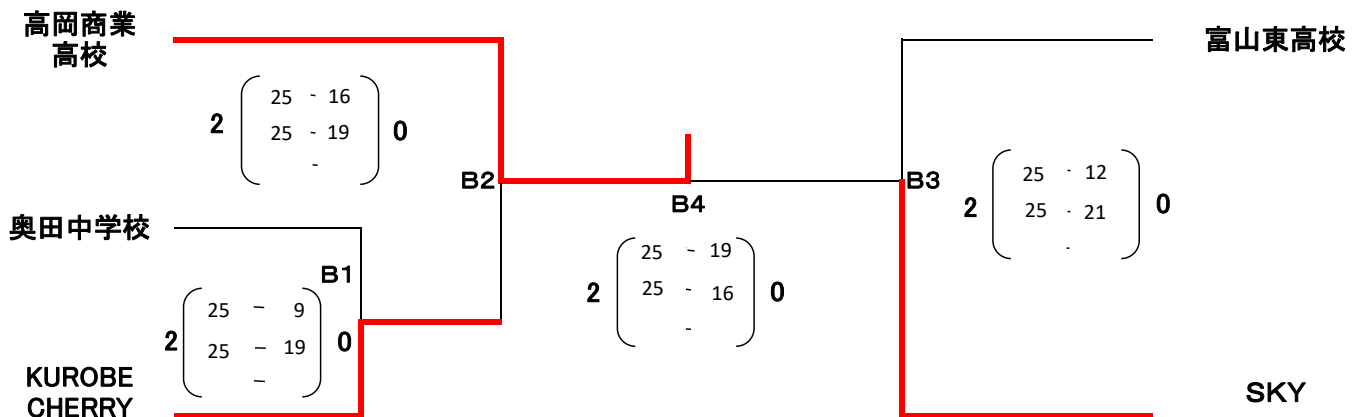 高岡商業
高校
富山東高校
25 - 16
2 25 - 19 0
-
B2
B3
25 - 12
2 25 - 21 0
-
B4
奥田中学校
B1
25 - 19
2 25 - 16 0
-
25 - 9
2 25 - 19 0
-
KUROBE
CHERRY
SKY